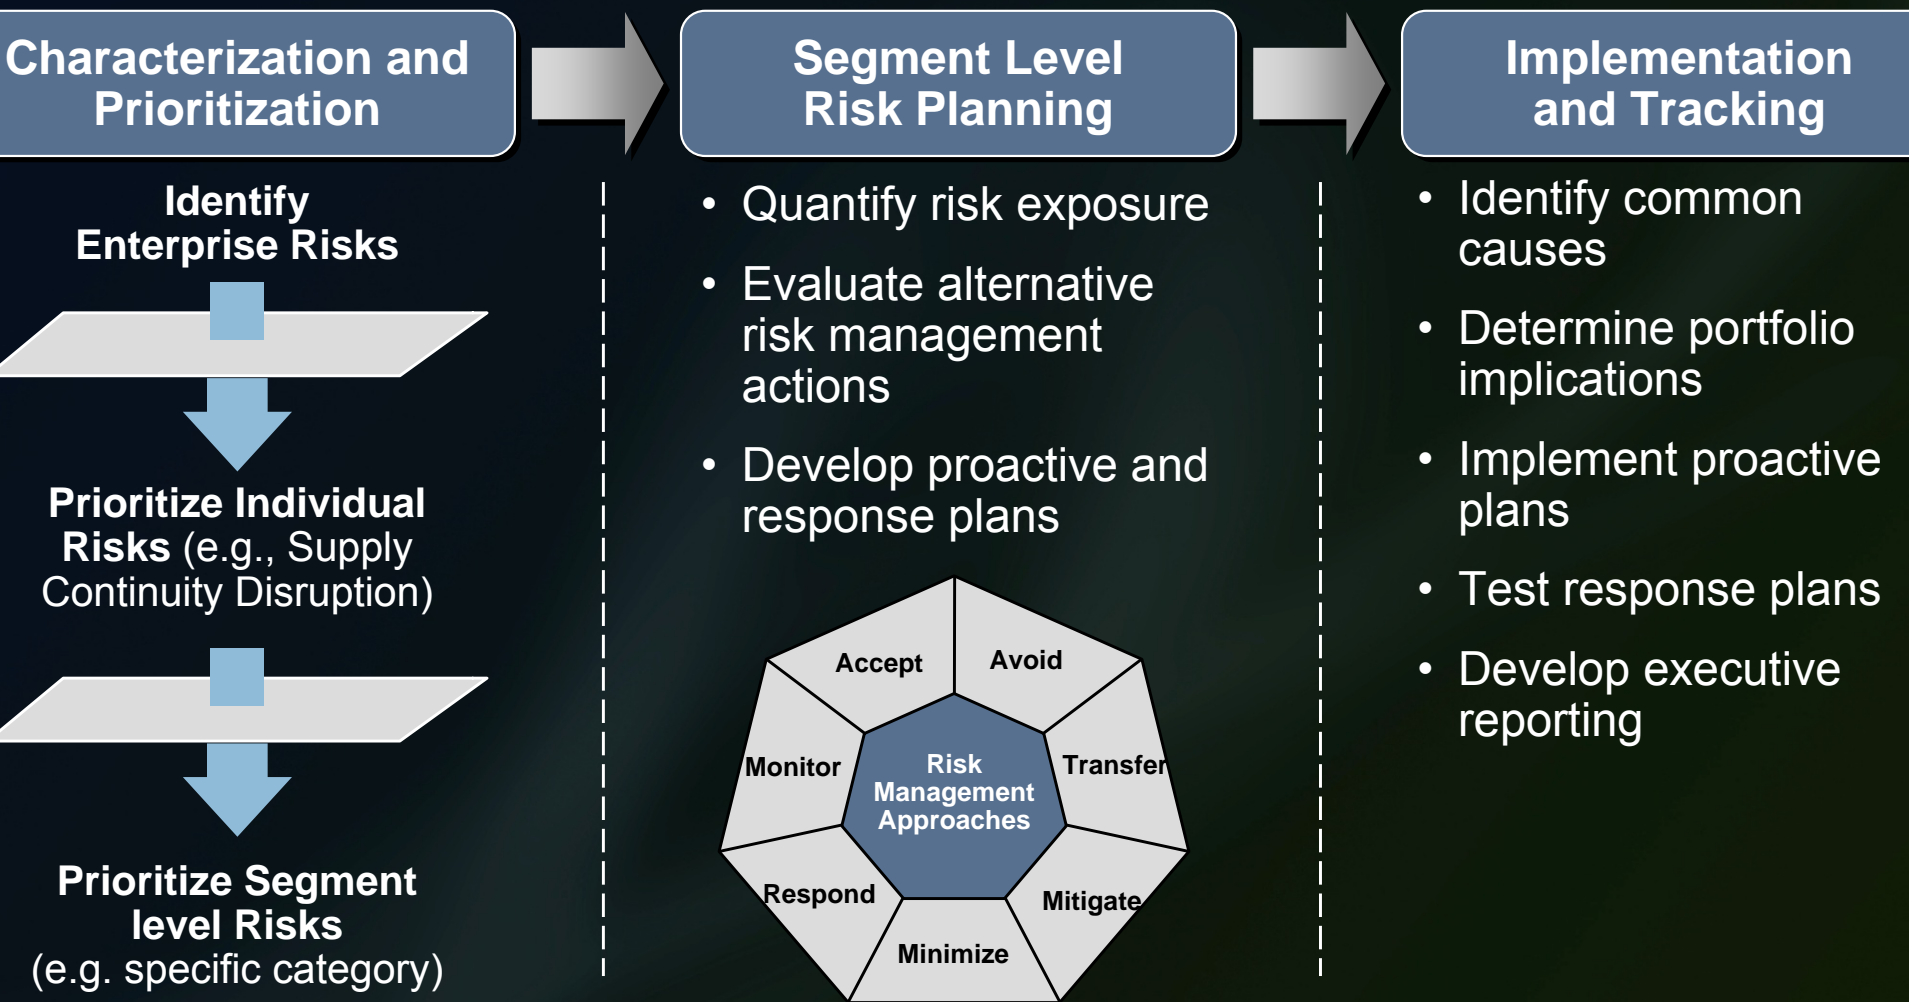 Characterization and
Prioritization
Identify
Enterprise Risks
Prioritize Individual
Risks (e.g., Supply
Continuity Disruption)
Prioritize Segment
level Risks
(e.g. specific category)
Segment Level
Risk Planning
• Quantify risk exposure
• Evaluate alternative
risk management
actions
• Develop proactive and
response plans
Accept
Avoid
Monitor
Transfer
Risk
Management
Approaches
Respond
Mitigate
Minimize
Implementation
and Tracking
• Identify common
causes
• Determine portfolio
implications
• Implement proactive
plans
• Test response plans
• Develop executive
reporting